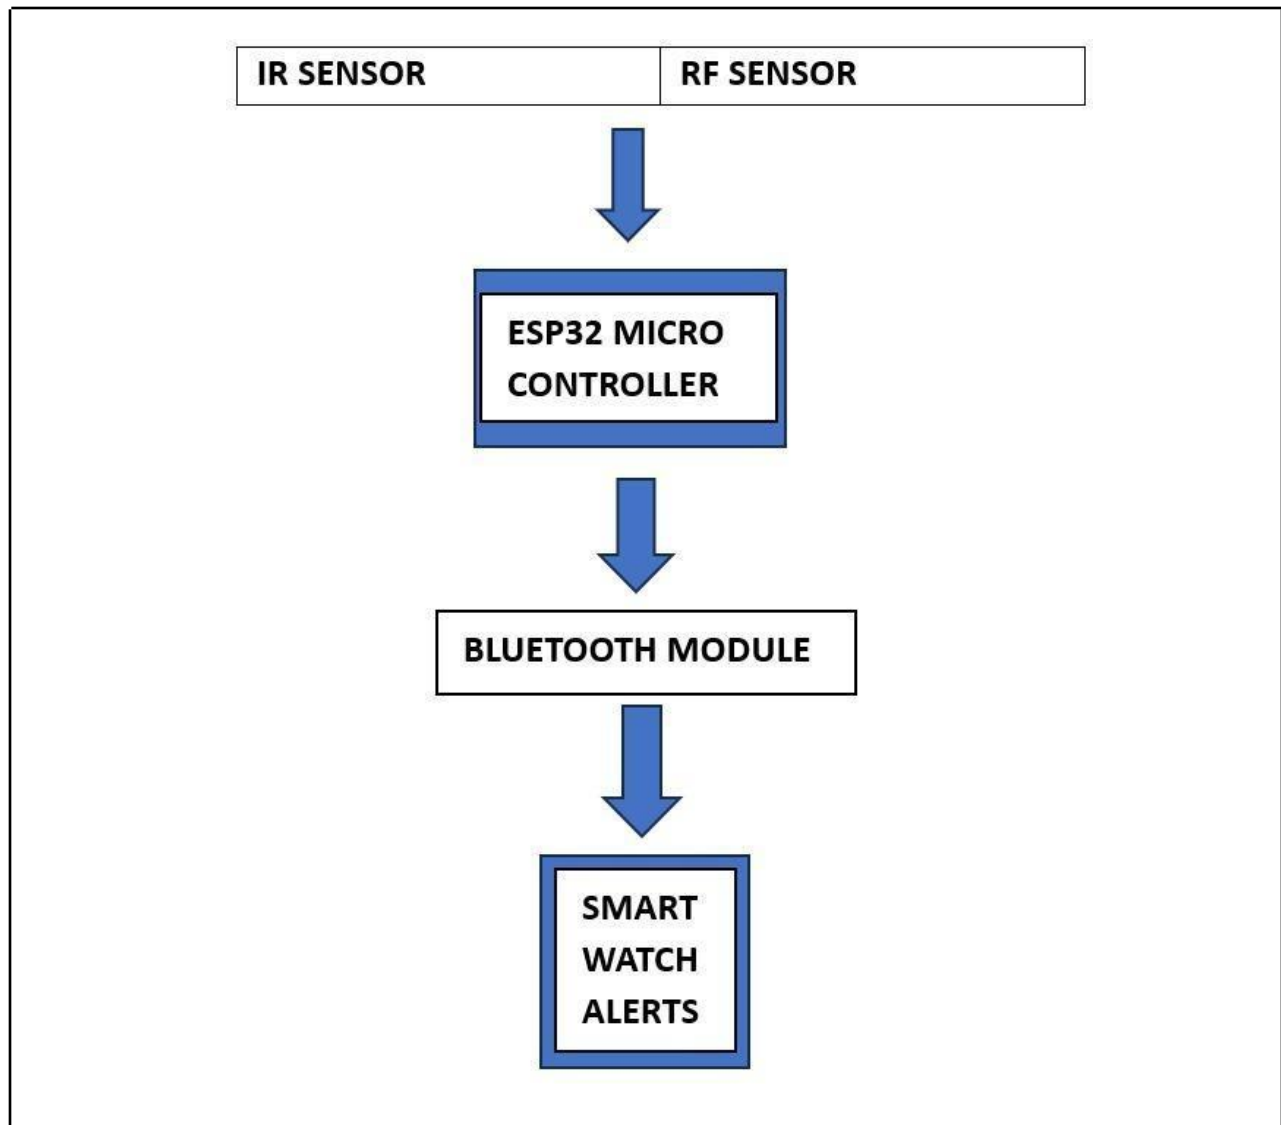 IR SENSOR
RF SENSOR
ESP32 MICRO
CONTROLLER
BLUETOOTH MODULE
SMART
WATCH
ALERTS